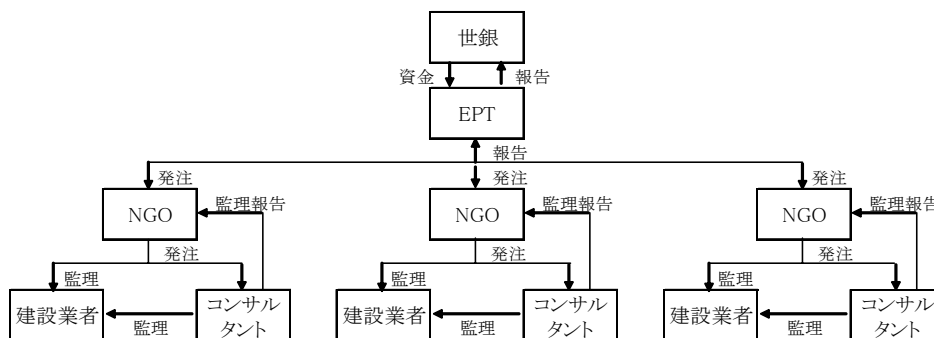 世銀
資金 報告
EPT
報告
発注 発注 発注
NGO 監理報告 NGO 監理報告 NGO 監理報告
発注 発注 発注
監理 監理 監理
建設業者 コンサル 建設業者 コンサル 建設業者 コンサル
監理 タント 監理 タント 監理 タント